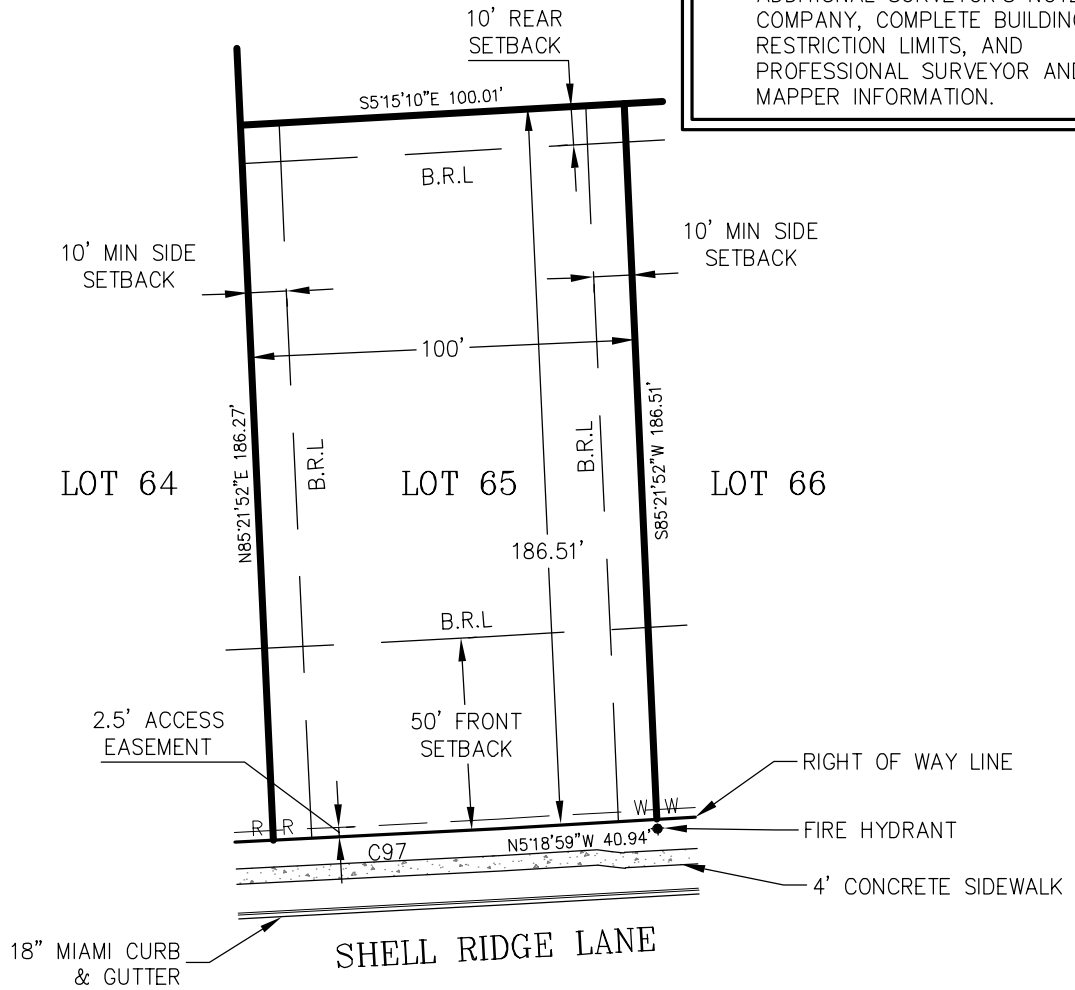 10' REAR
SETBACK
COMPANY, COMPLETE BUILDING
RESTRICTION LIMITS, AND
PROFESSIONAL SURVEYOR AND
MAPPER INFORMATION.
S5°15'10"E 100.01'
B.R.L
10' MIN SIDE
SETBACK
10' MIN SIDE
SETBACK
100'
N85°21'52"E 186.27'
B.R.L
B.R.L
S85°21'52"W 186.51'
LOT 64
LOT 65
LOT 66
186.51'
B.R.L
2.5' ACCESS
EASEMENT
50' FRONT
SETBACK
RIGHT OF WAY LINE
R R
W W
FIRE HYDRANT
C97
N5°18'59"W 40.94'
4' CONCRETE SIDEWALK
18" MIAMI CURB
& GUTTER
SHELL RIDGE LANE